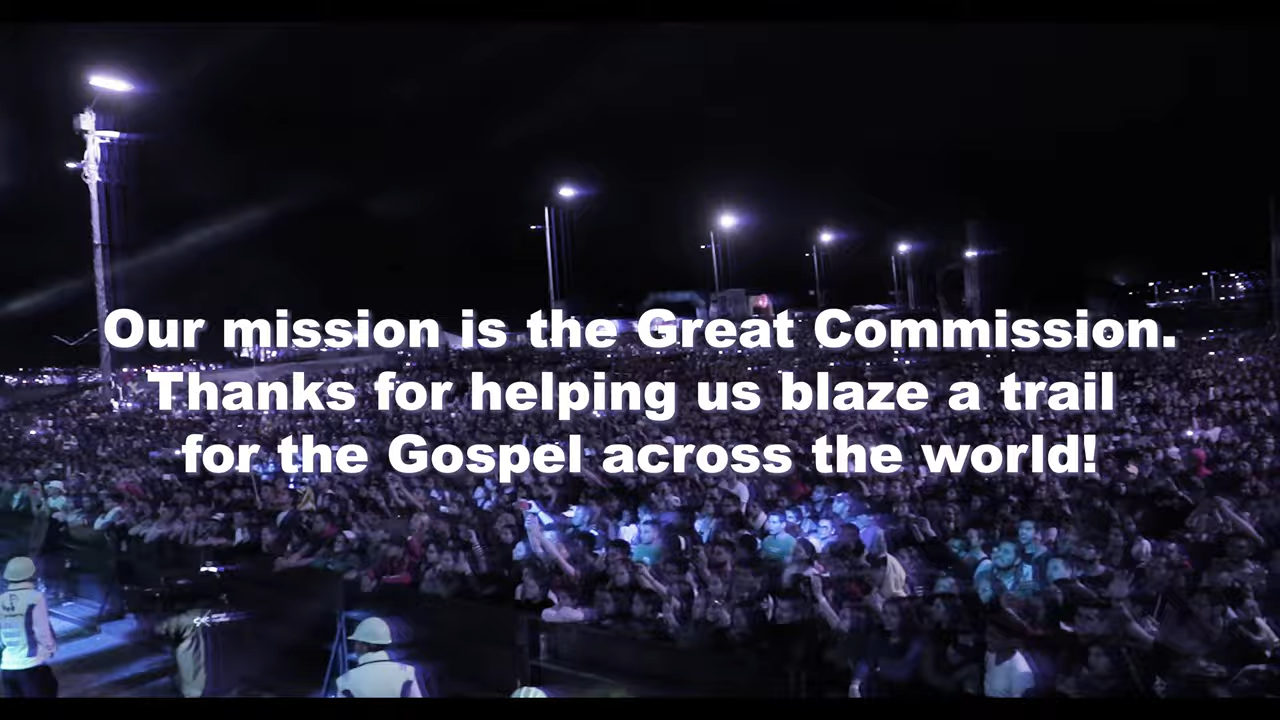 Our mission is the Great Commission.
Thanks for helping us blaze a trail
for the Gospel across the world!